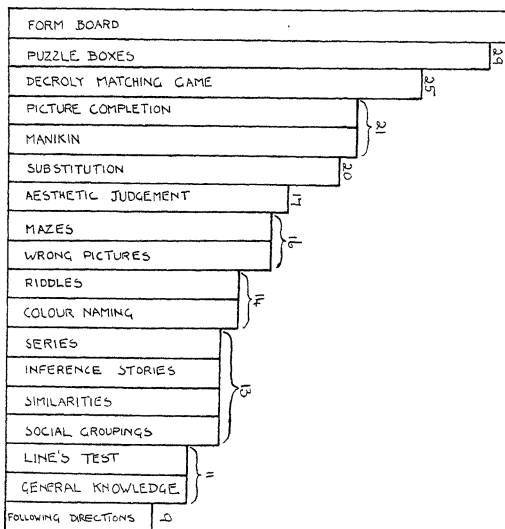 FORM BOARD
PUZZLE BOXES
29
DECROLY MATCHING GAME
25
PICTURE COMPLETION
MANIKIN
21
SUBSTITUTION
20
AESTHETIC JUDGEMENT
17
MAZES
WRONG PICTURES
16
RIDDLES
COLOUR NAMING
14
SERIES
INFERENCE STORIES
SIMILARITIES
SOCIAL GROUPINGS
13
LINE'S TEST
GENERAL KNOWLEDGE
11
FOLLOWING DIRECTIONS